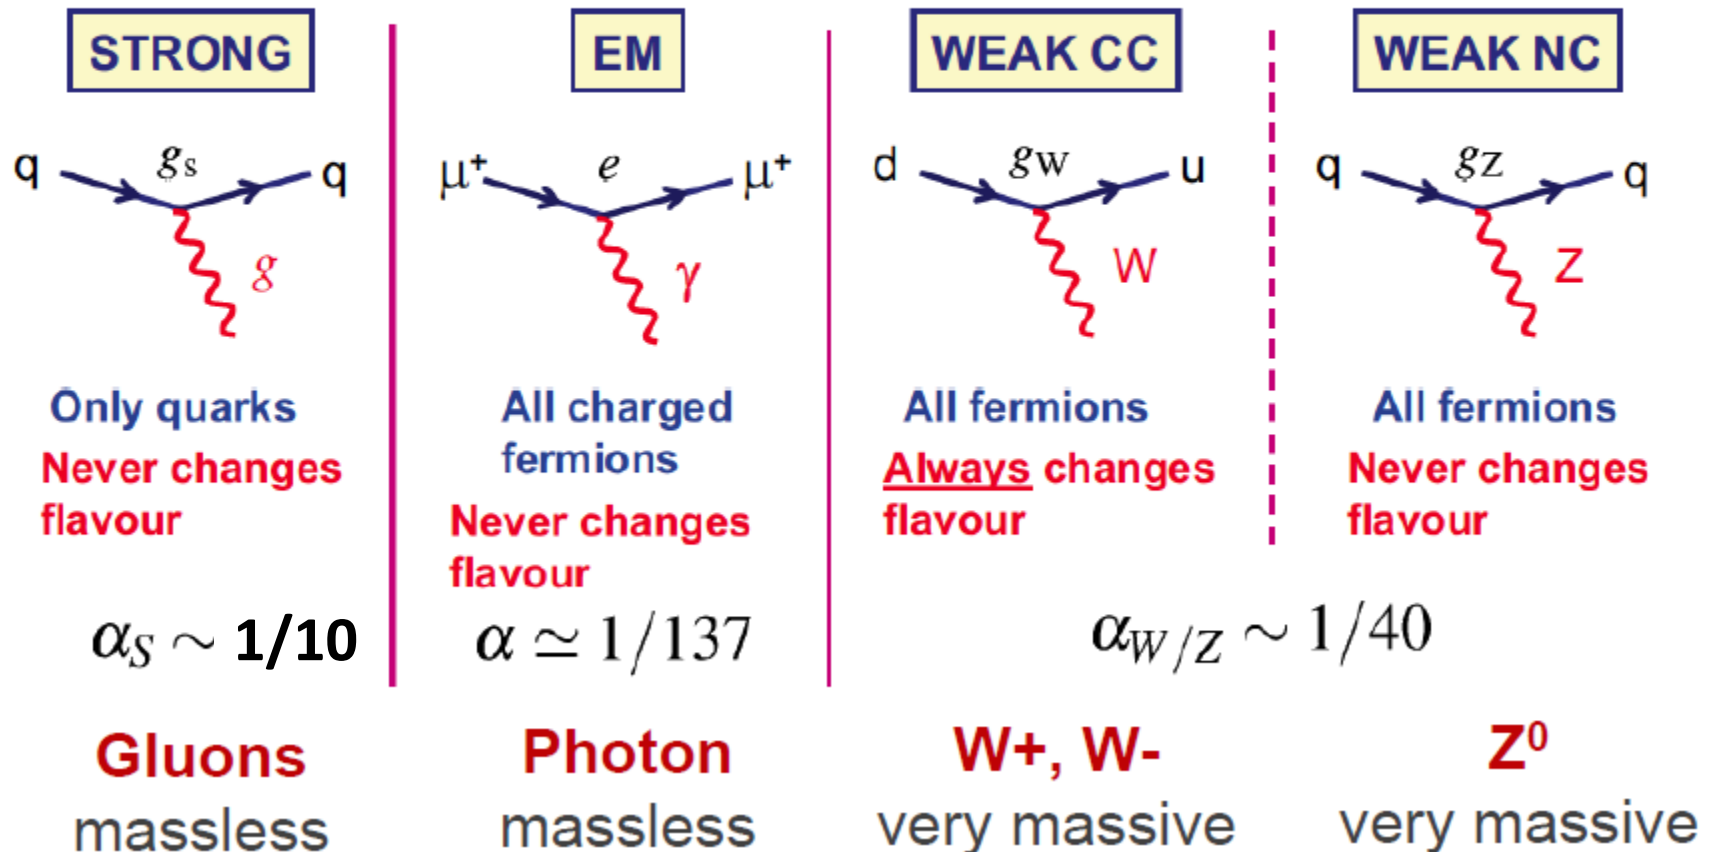 STRONG
EM
WEAK CC
WEAK NC
q
gs
q
g
μ⁺
e
μ⁺
γ
d
gW
u
W
q
gZ
q
Z
Only quarks
Never changes
flavour
All charged
fermions
Never changes
flavour
All fermions
Always changes
flavour
All fermions
Never changes
flavour
αS ∼ 1/10
α ≃ 1/137
αW/Z ∼ 1/40
Gluons
massless
Photon
massless
W+, W-
very massive
Z⁰
very massive